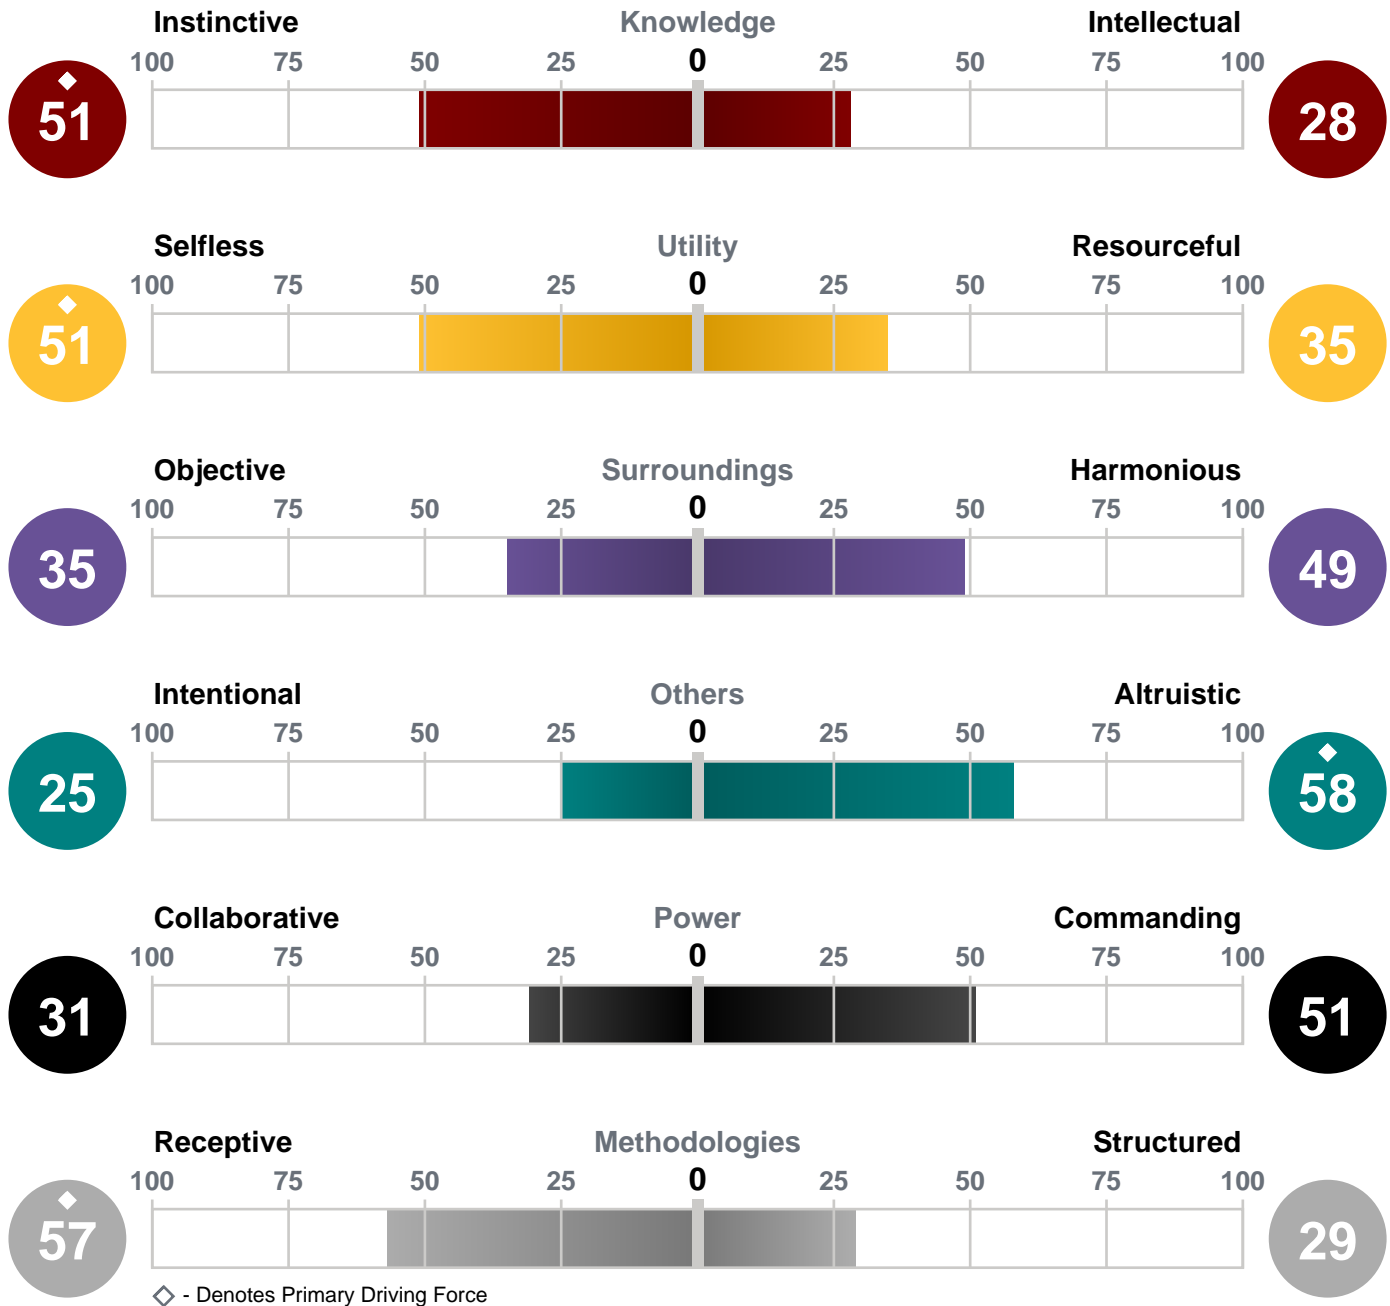 Instinctive Knowledge Intellectual
100 75 50 25 0 25 50 75 100
51 28
Selfless Utility Resourceful
100 75 50 25 0 25 50 75 100
51 35
Objective Surroundings Harmonious
100 75 50 25 0 25 50 75 100
35 49
Intentional Others Altruistic
100 75 50 25 0 25 50 75 100
25 58
Collaborative Power Commanding
100 75 50 25 0 25 50 75 100
31 51
Receptive Methodologies Structured
100 75 50 25 0 25 50 75 100
57 29
- Denotes Primary Driving Force